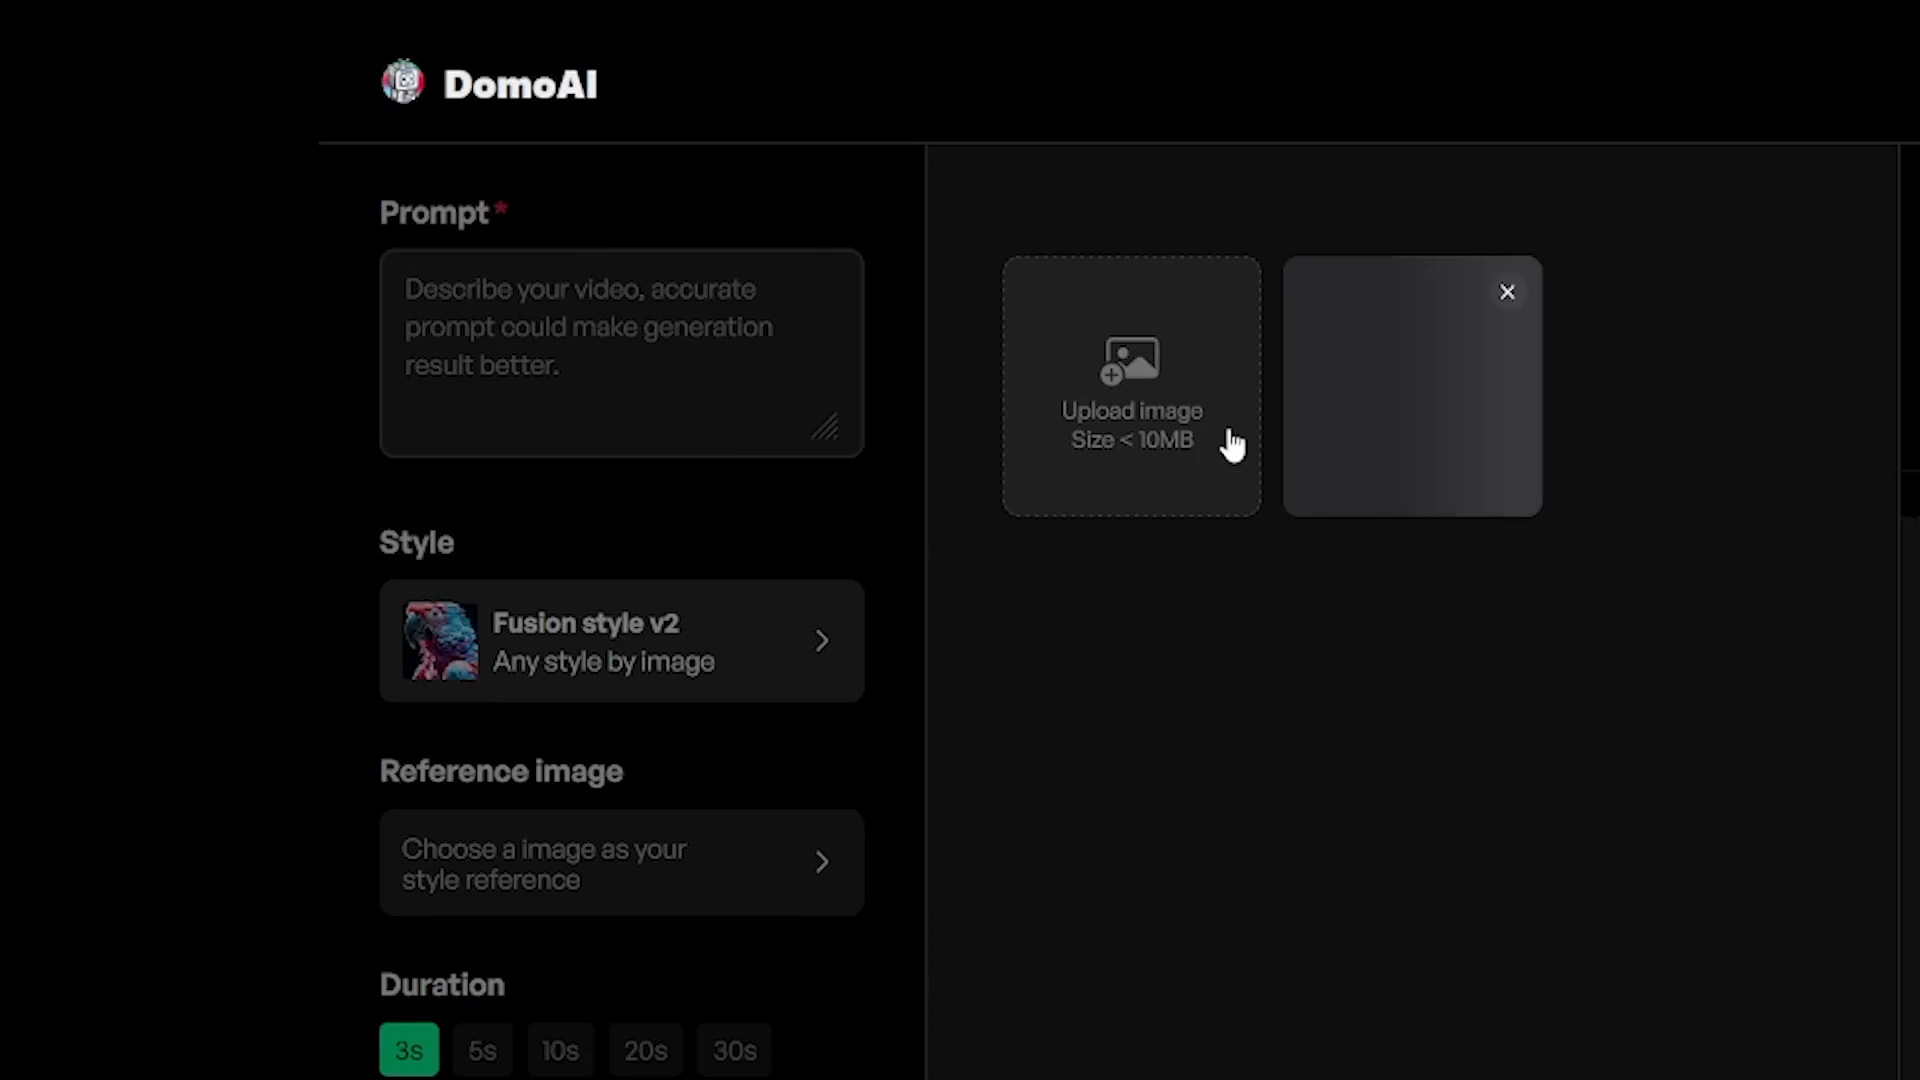 DomoAI
Prompt*
Describe your video, accurate
prompt could make generation
result better.
Style
Fusion style v2
Any style by image
Reference image
Choose a image as your
style reference
Duration
3s 5s 10s 20s 30s
Upload image
Size < 10MB